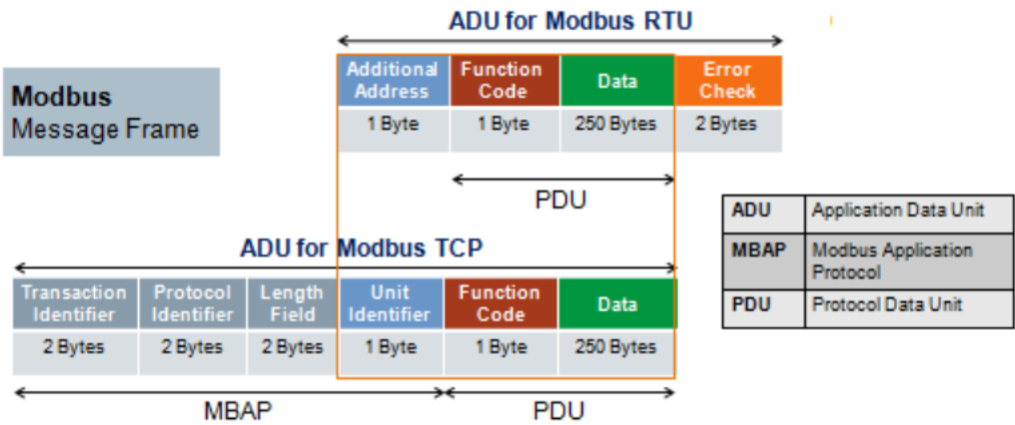 ADU for Modbus RTU
Modbus
Message Frame
Additional Address
Function Code
Data
Error Check
1 Byte
1 Byte
250 Bytes
2 Bytes
PDU
ADU
Application Data Unit
MBAP
Modbus Application Protocol
PDU
Protocol Data Unit
ADU for Modbus TCP
Transaction Identifier
Protocol Identifier
Length Field
Unit Identifier
Function Code
Data
2 Bytes
2 Bytes
2 Bytes
1 Byte
1 Byte
250 Bytes
MBAP
PDU